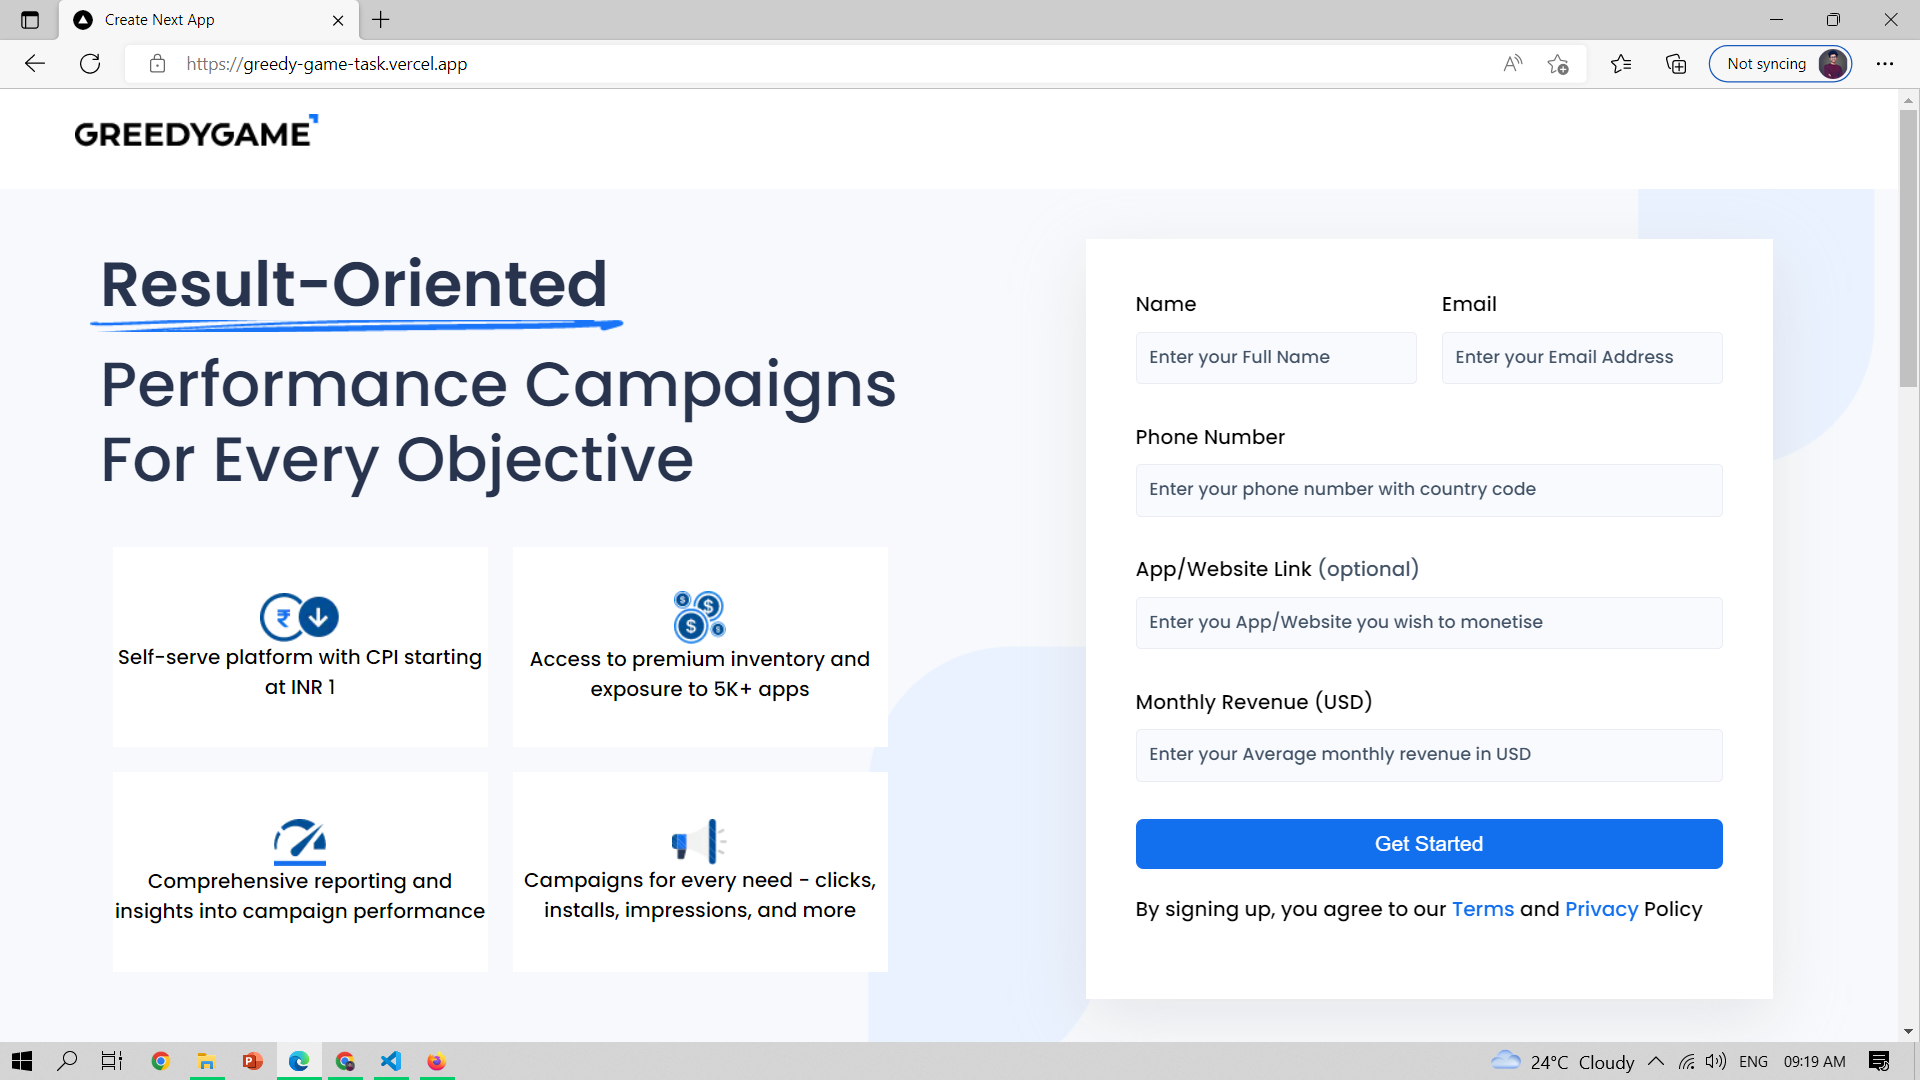 Create Next App
https://greedy-game-task.vercel.app
Not syncing
GREEDYGAME
Result-Oriented
Performance Campaigns
For Every Objective
Self-serve platform with CPI starting
at INR 1
Access to premium inventory and
exposure to 5K+ apps
Comprehensive reporting and
insights into campaign performance
Campaigns for every need - clicks,
installs, impressions, and more
Name
Email
Enter your Full Name
Enter your Email Address
Phone Number
Enter your phone number with country code
App/Website Link (optional)
Enter you App/Website you wish to monetise
Monthly Revenue (USD)
Enter your Average monthly revenue in USD
Get Started
By signing up, you agree to our Terms and Privacy Policy
24°C Cloudy
ENG
09:19 AM